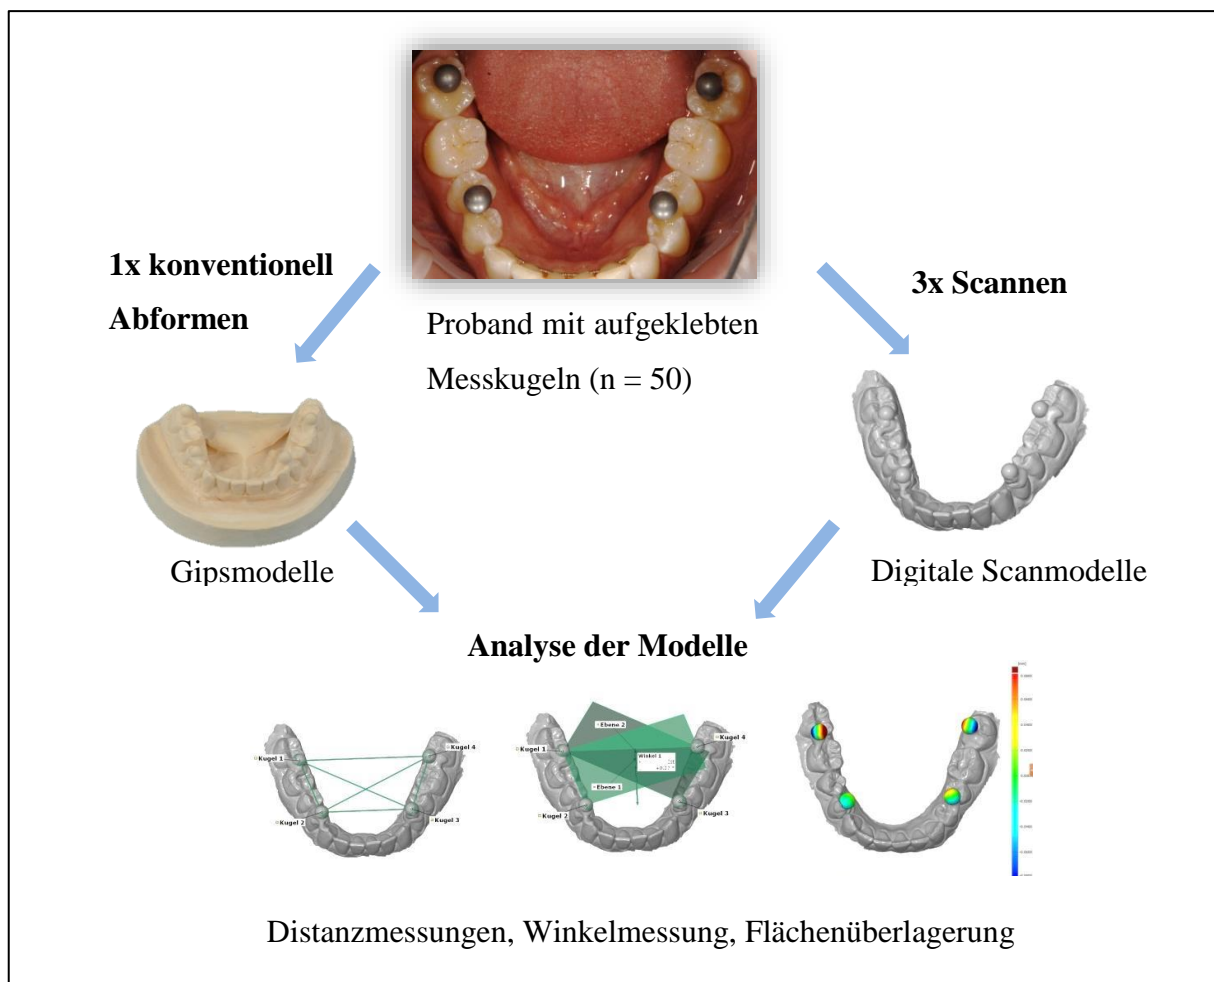 1x konventionell
Abformen
3x Scannen
Proband mit aufgeklebten
Messkugeln (n = 50)
Gipsmodelle
Digitale Scanmodelle
Analyse der Modelle
Kugel 1
Kugel 4
Kugel 2
Kugel 3
Ebene 2
Kugel 1
Kugel 4
Winkel 1
Ebene 1
Kugel 2
Kugel 3
Distanzmessungen, Winkelmessung, Flächenüberlagerung